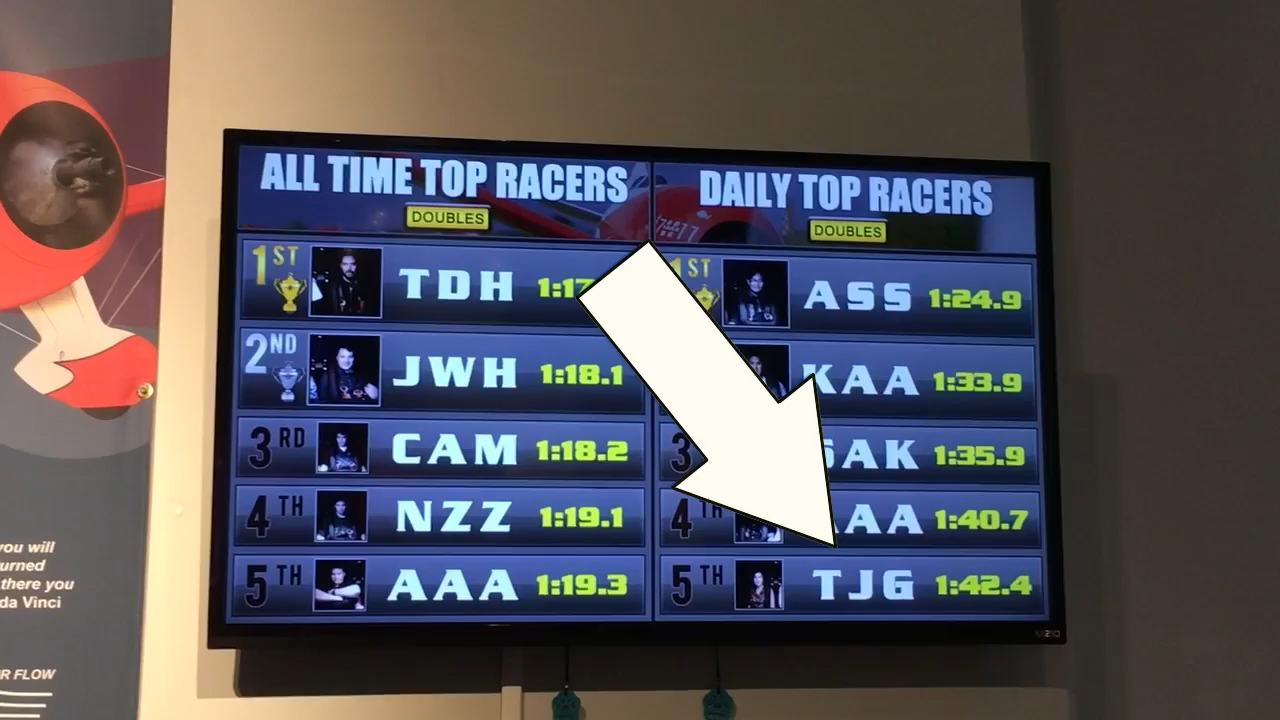 ALL TIME TOP RACERS
DOUBLES
1ST TDH
2ND JWH 1:18.1
3RD CAM 1:18.2
4TH NZZ 1:19.1
5TH AAA 1:19.3
DAILY TOP RACERS
DOUBLES
1ST ASS 1:24.9
KAA 1:33.9
1:35.9
4TH 1:40.7
5TH TJG 1:42.4
you will
there you
da Vinci
FLOW
VIZIO